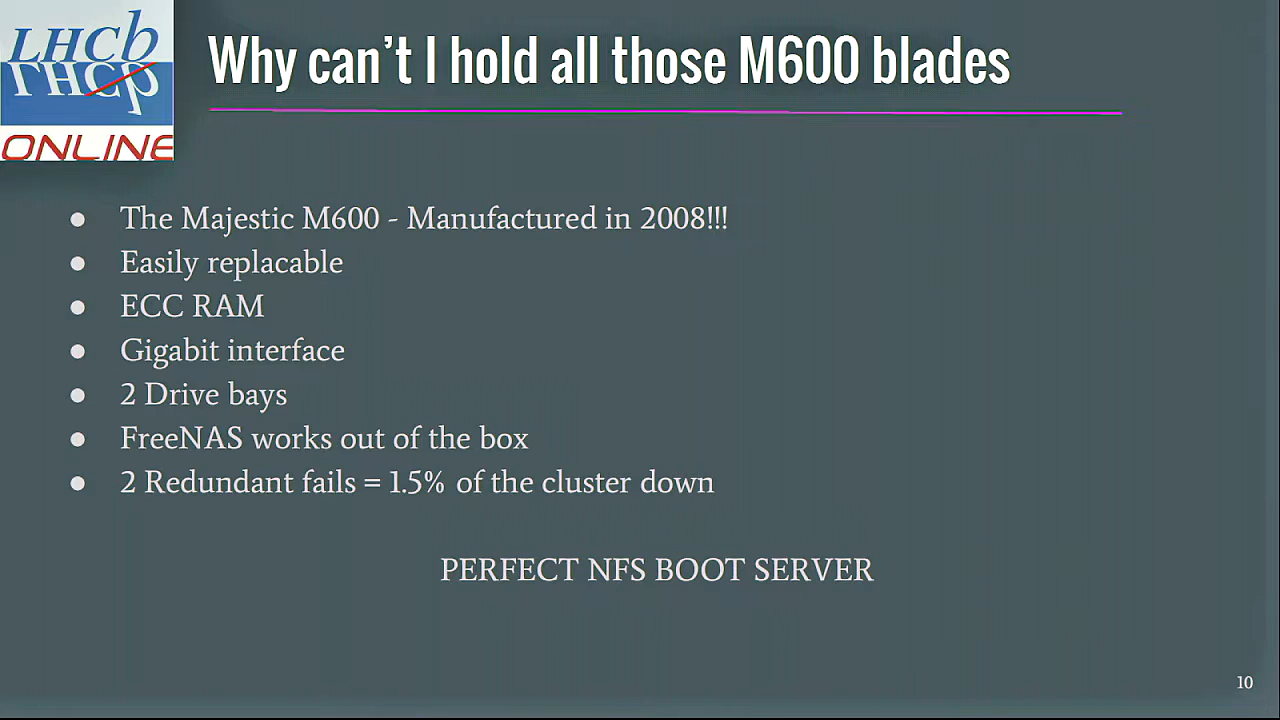 LHCb
LHCb
ONLINE
Why can't I hold all those M600 blades
● The Majestic M600 - Manufactured in 2008!!!
● Easily replacable
● ECC RAM
● Gigabit interface
● 2 Drive bays
● FreeNAS works out of the box
● 2 Redundant fails = 1.5% of the cluster down
PERFECT NFS BOOT SERVER
10